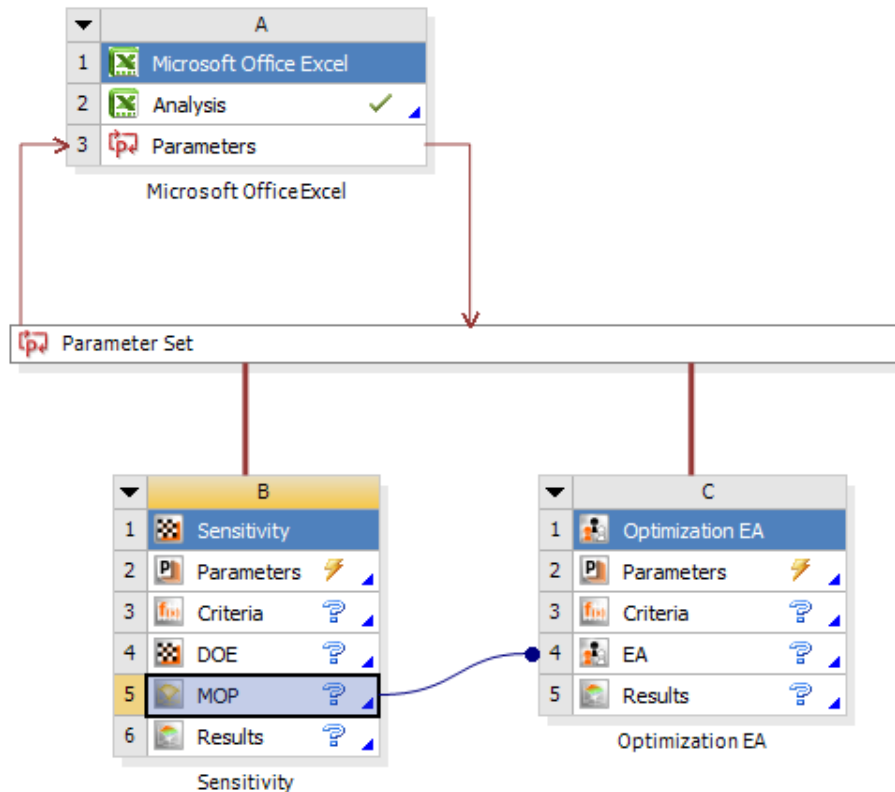 A
1 Microsoft Office Excel
2 Analysis
3 Parameters
Microsoft Office Excel
Parameter Set
B
1 Sensitivity
2 Parameters
3 Criteria
4 DOE
5 MOP
6 Results
Sensitivity
C
1 Optimization EA
2 Parameters
3 Criteria
4 EA
5 Results
Optimization EA